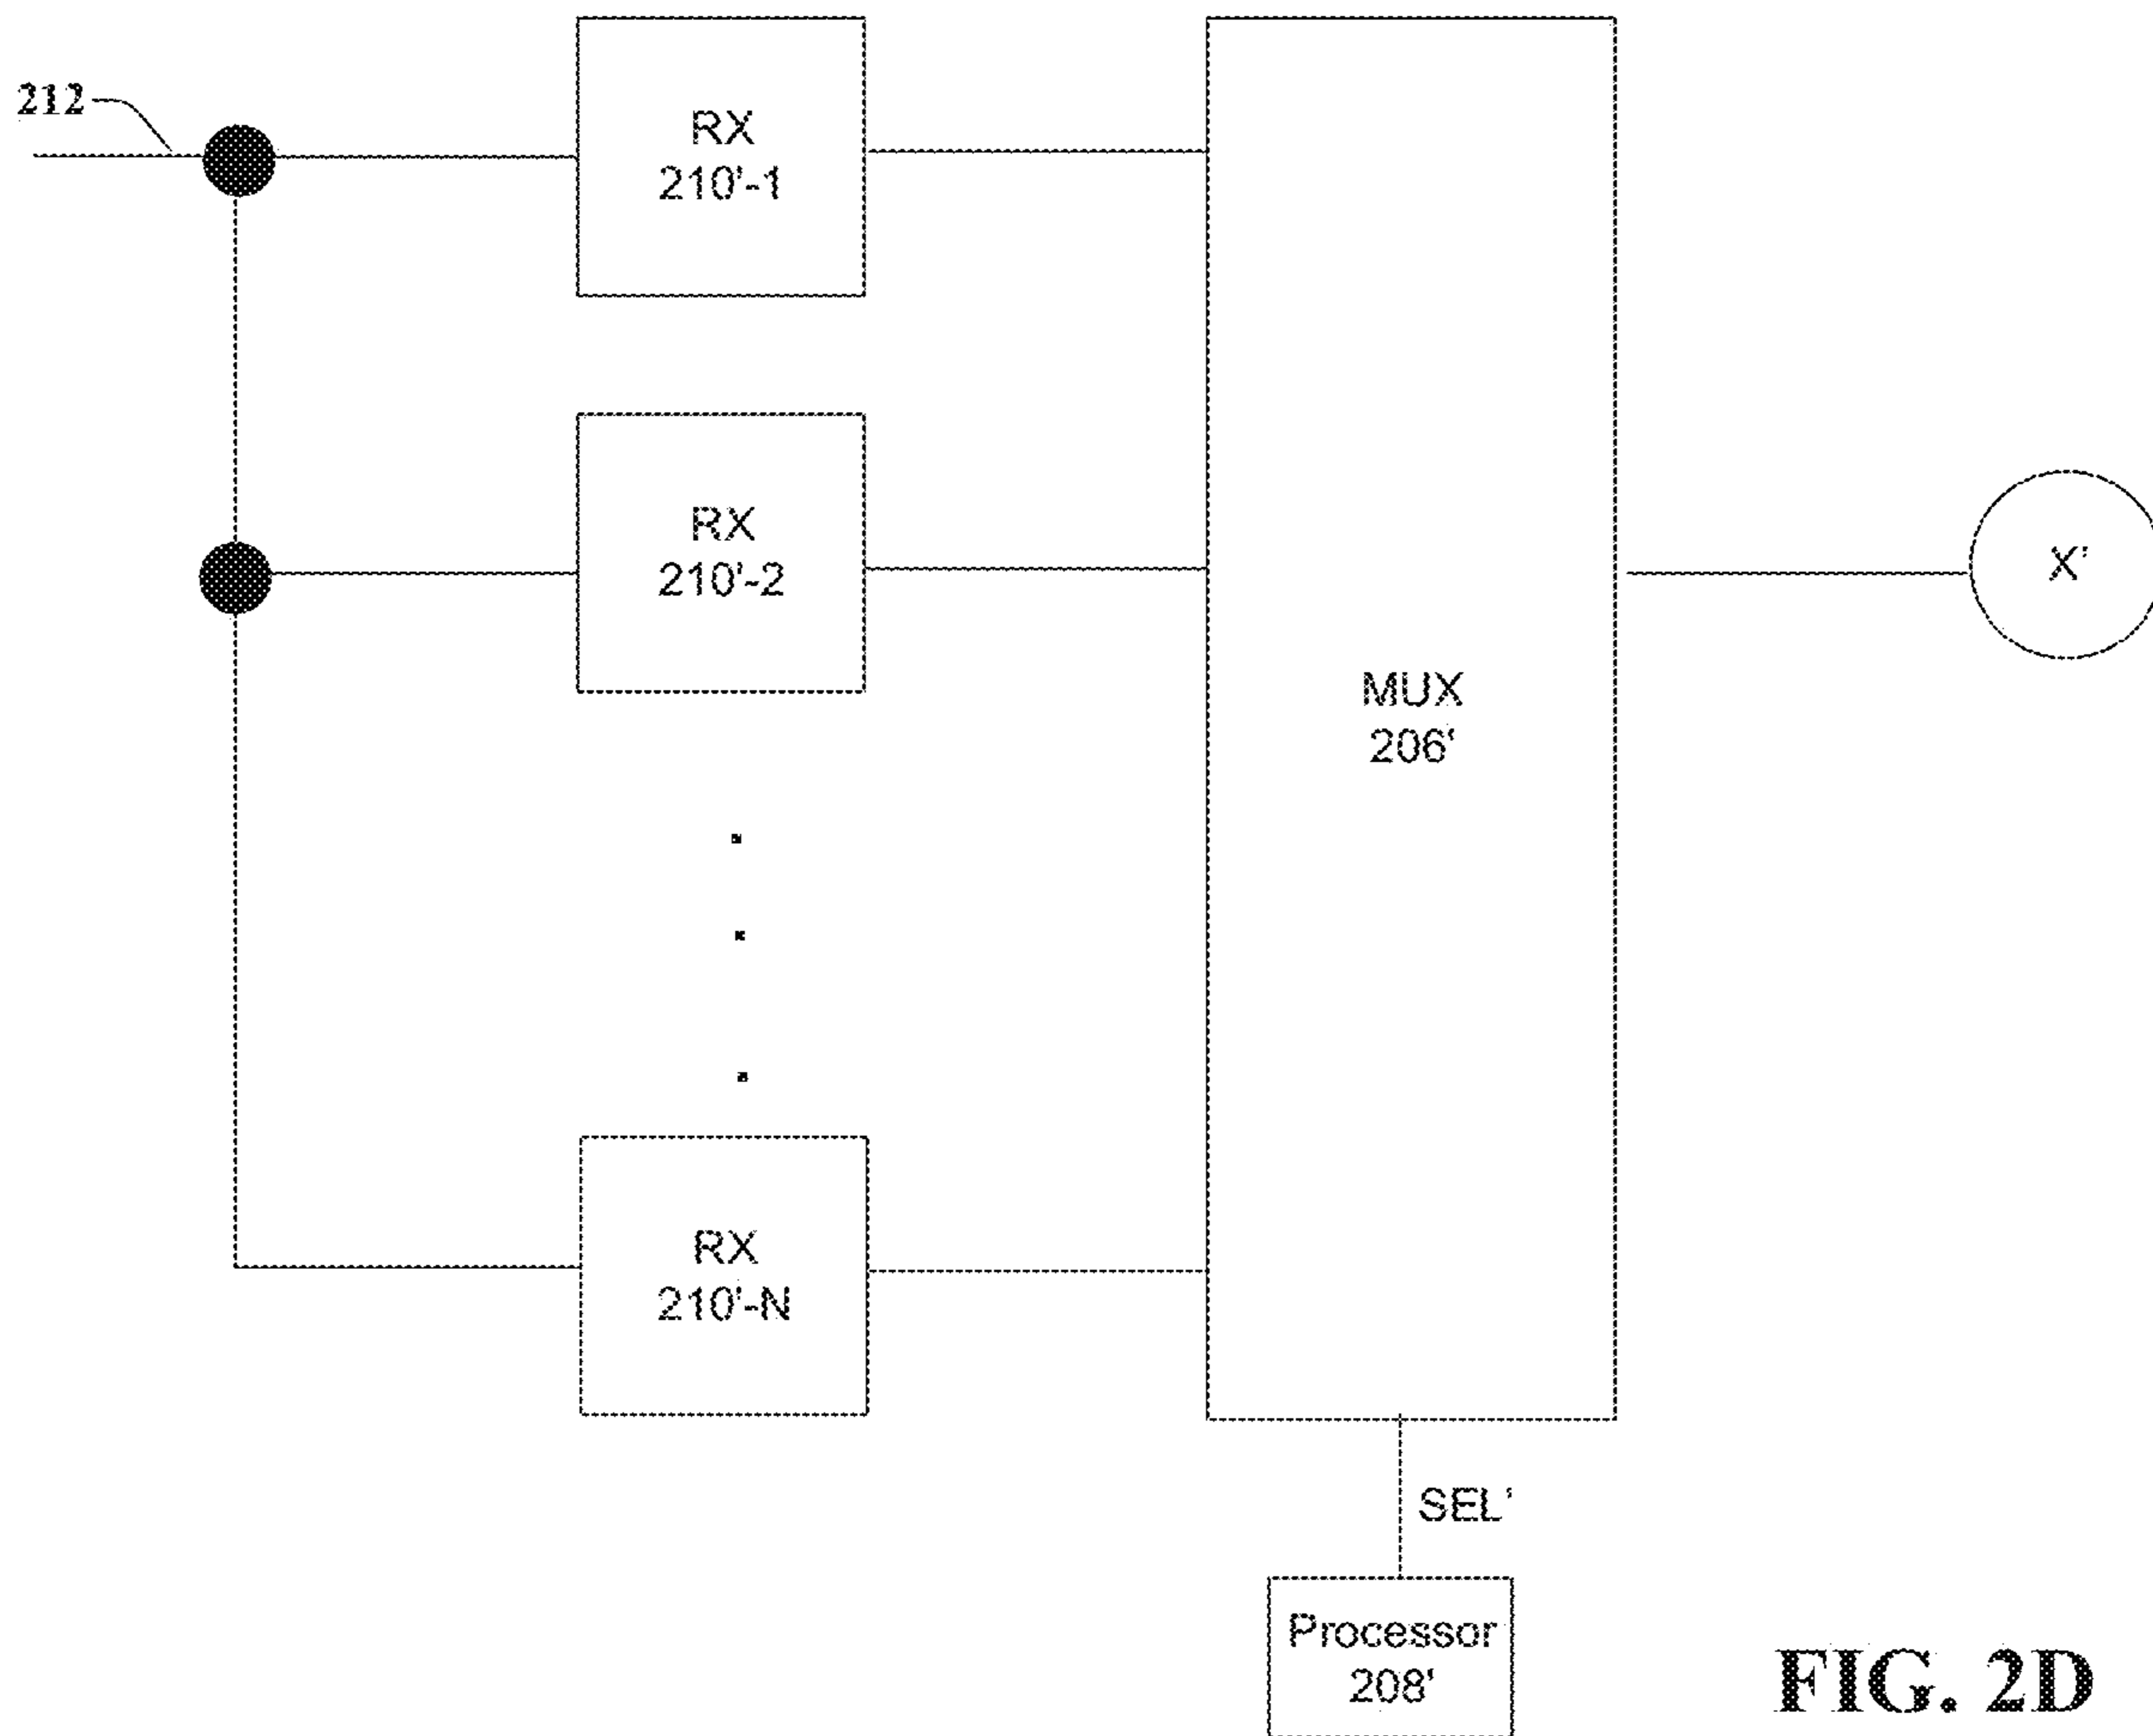 212
RX
210'-1
RX
210'-2
MUX
206'
X'
RX
210'-N
SEL'
Processor
208'
FIG. 2D